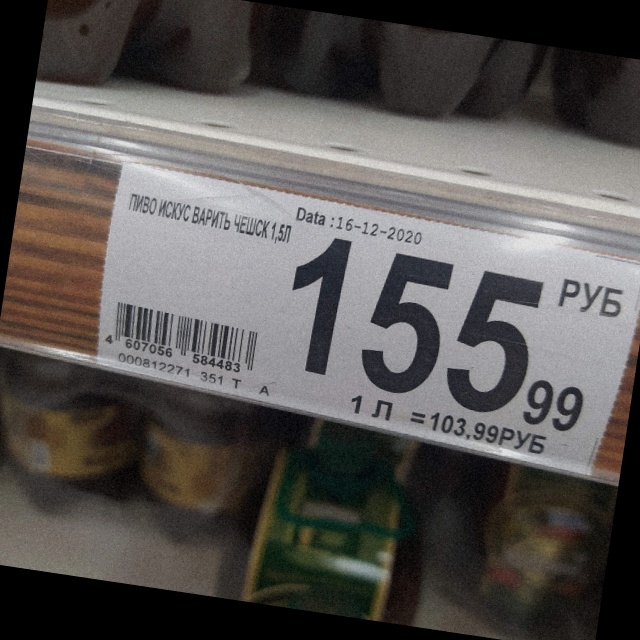 ПИВО ИСКУС ВАРИТЬ ЧЕШСК 1,5Л
Data :16-12-2020
155 99 РУБ
1 Л =103,99РУБ
4 607056 584463
000812271 351 T A